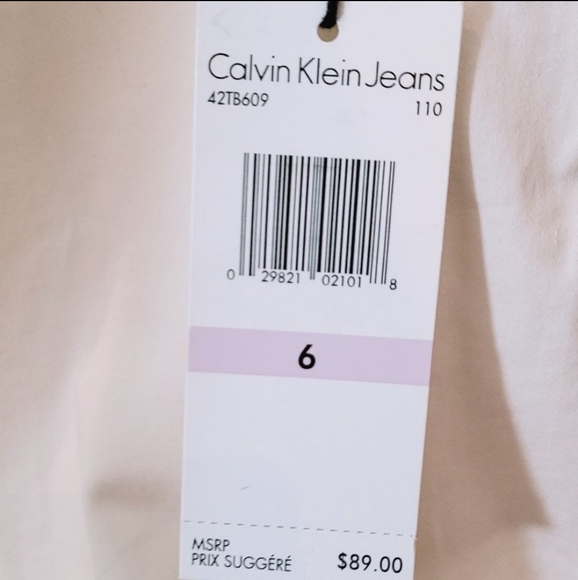 Calvin Klein Jeans
42TB609 110
0 29821 02101 8
6
MSRP
PRIX SUGGÉRÉ $89.00